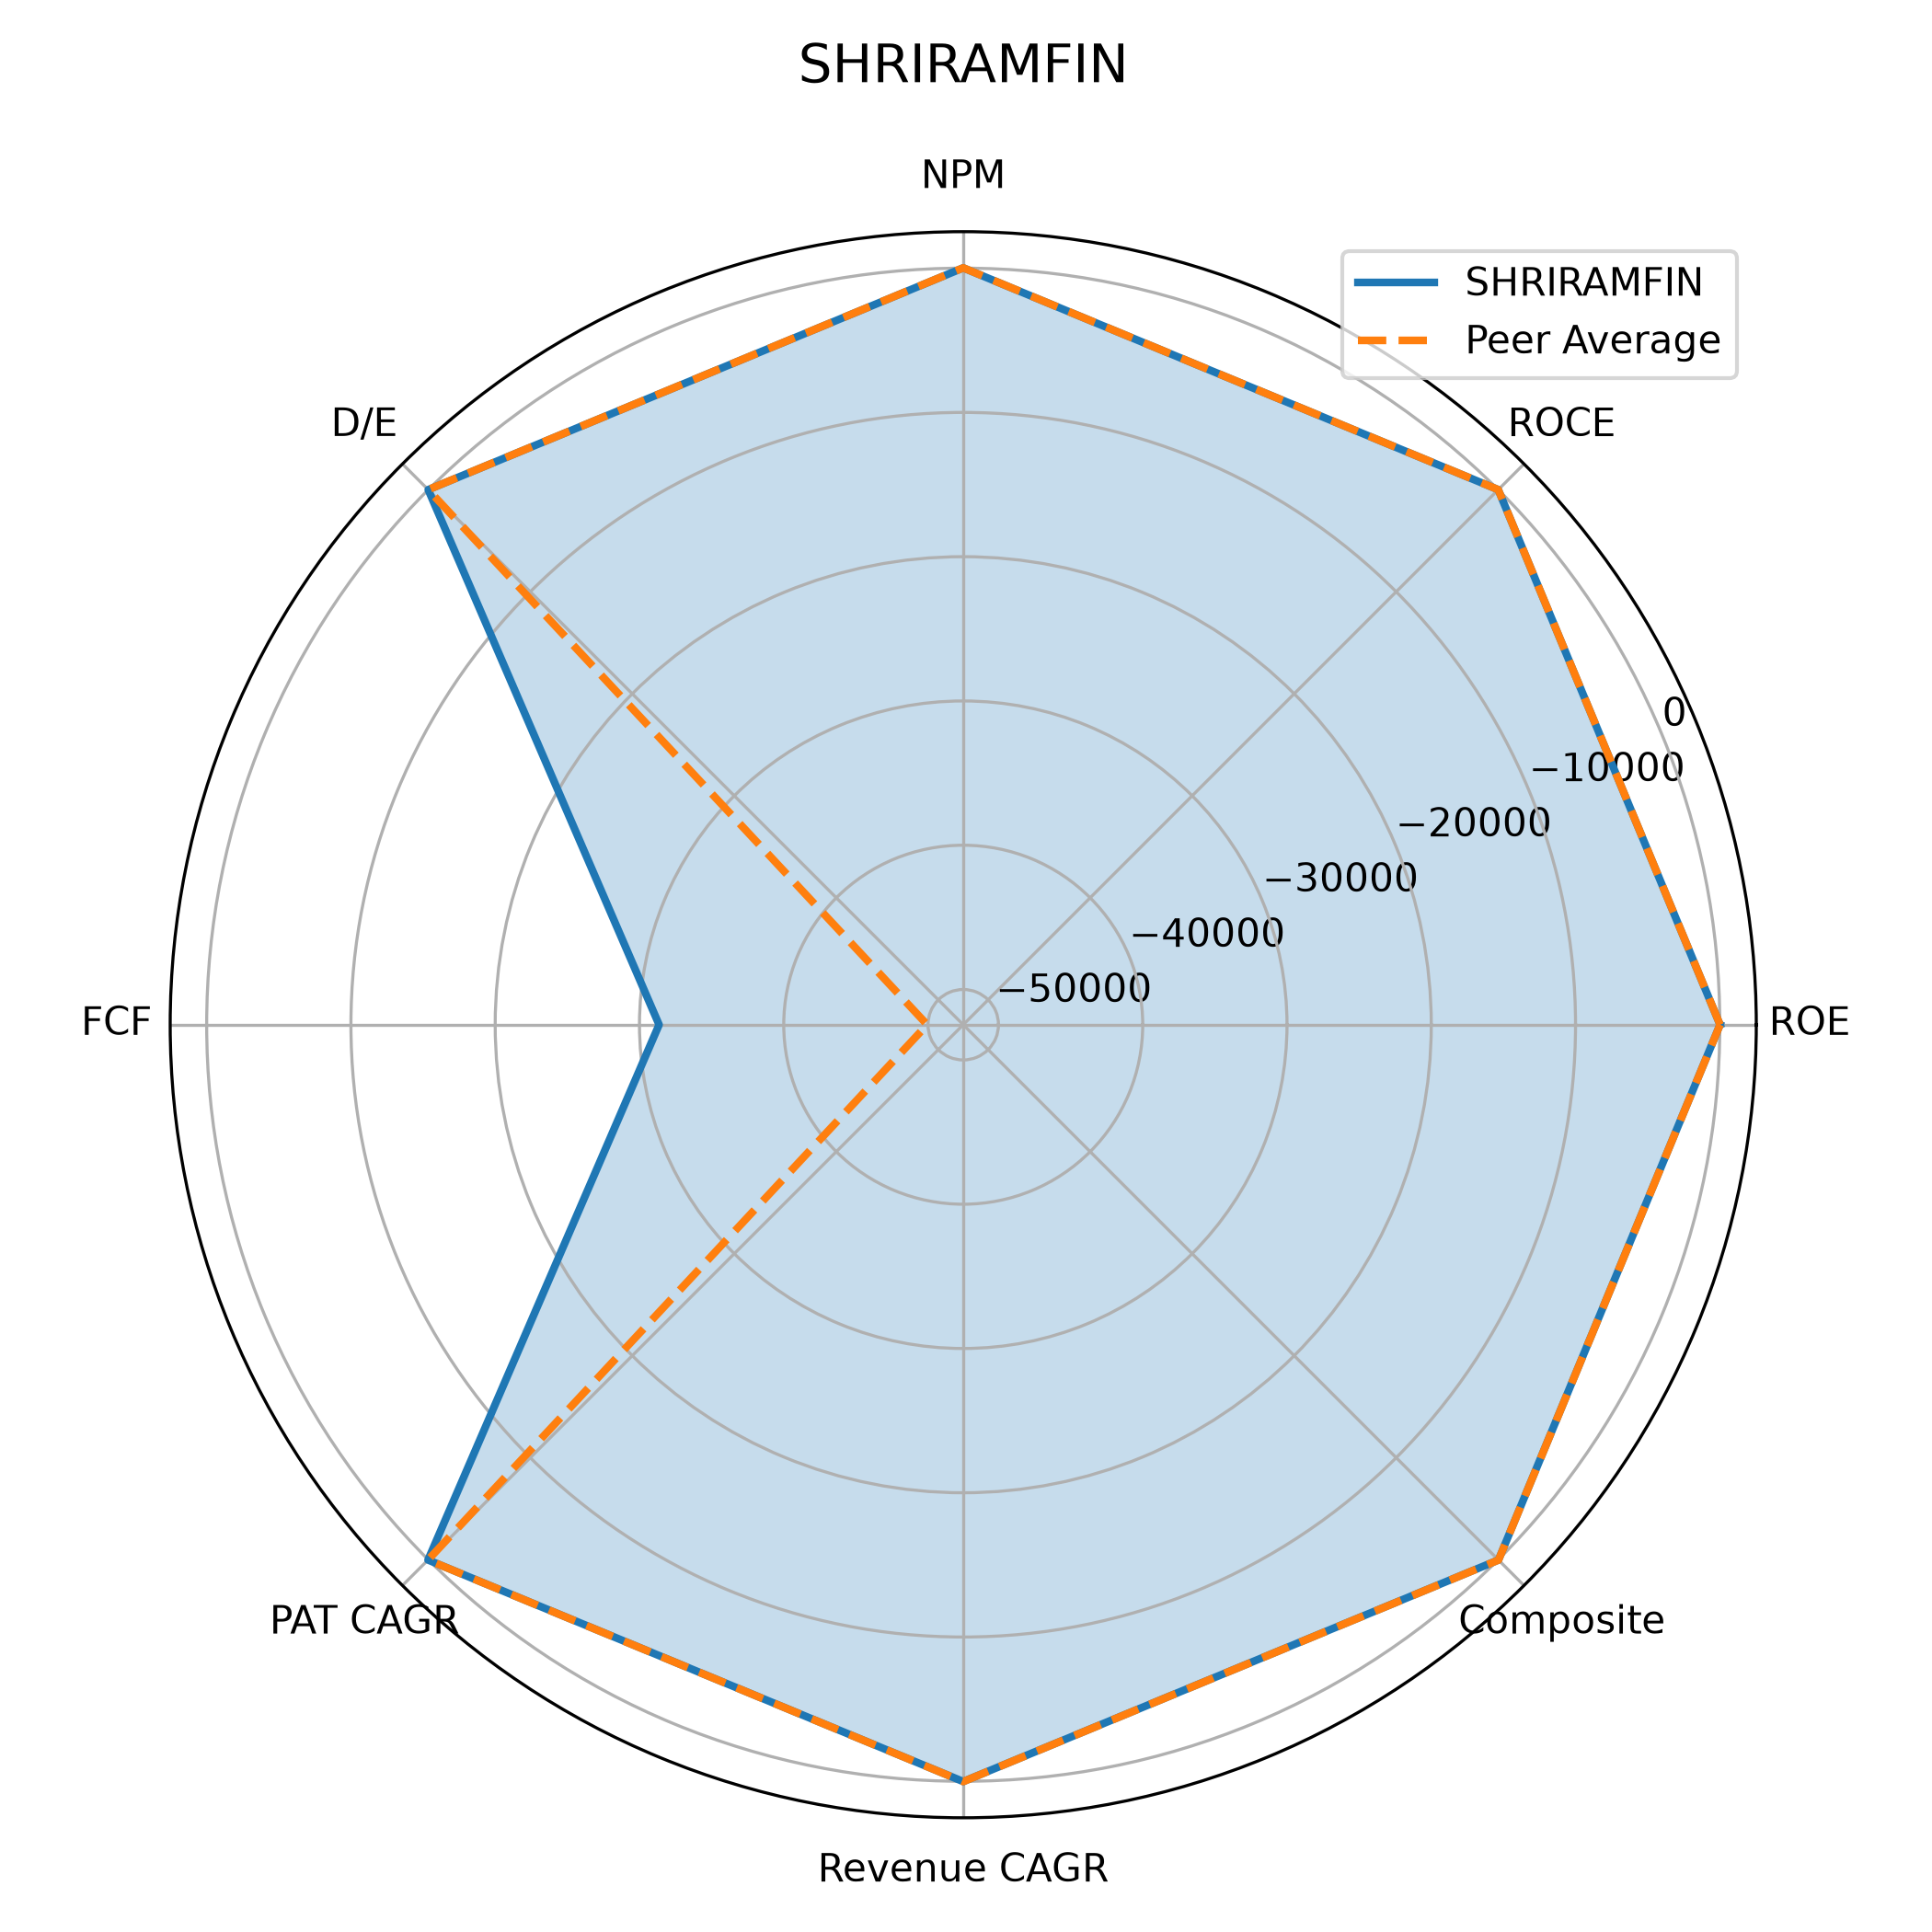 SHRIRAMFIN
NPM
SHRIRAMFIN
Peer Average
D/E
ROCE
0
−10000
−20000
−30000
−40000
−50000
FCF
ROE
PAT CAGR
Composite
Revenue CAGR